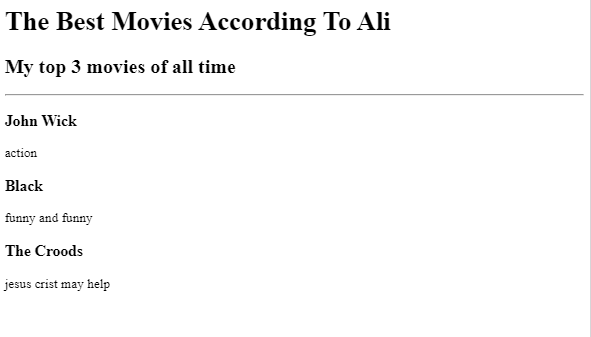 The Best Movies According To Ali
My top 3 movies of all time
John Wick
action
Black
funny and funny
The Croods
jesus crist may help